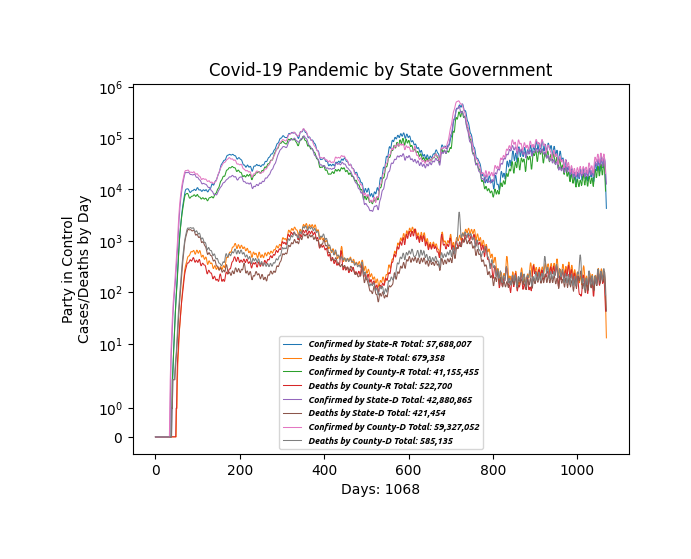 Covid-19 Pandemic by State Government
Party in Control
Cases/Deaths by Day
10^6
10^5
10^4
10^3
10^2
10^1
10^0
0
Confirmed by State-R Total: 57,688,007
Deaths by State-R Total: 679,358
Confirmed by County-R Total: 41,155,455
Deaths by County-R Total: 522,700
Confirmed by State-D Total: 42,880,865
Deaths by State-D Total: 421,454
Confirmed by County-D Total: 59,327,052
Deaths by County-D Total: 585,135
0 200 400 600 800 1000
Days: 1068